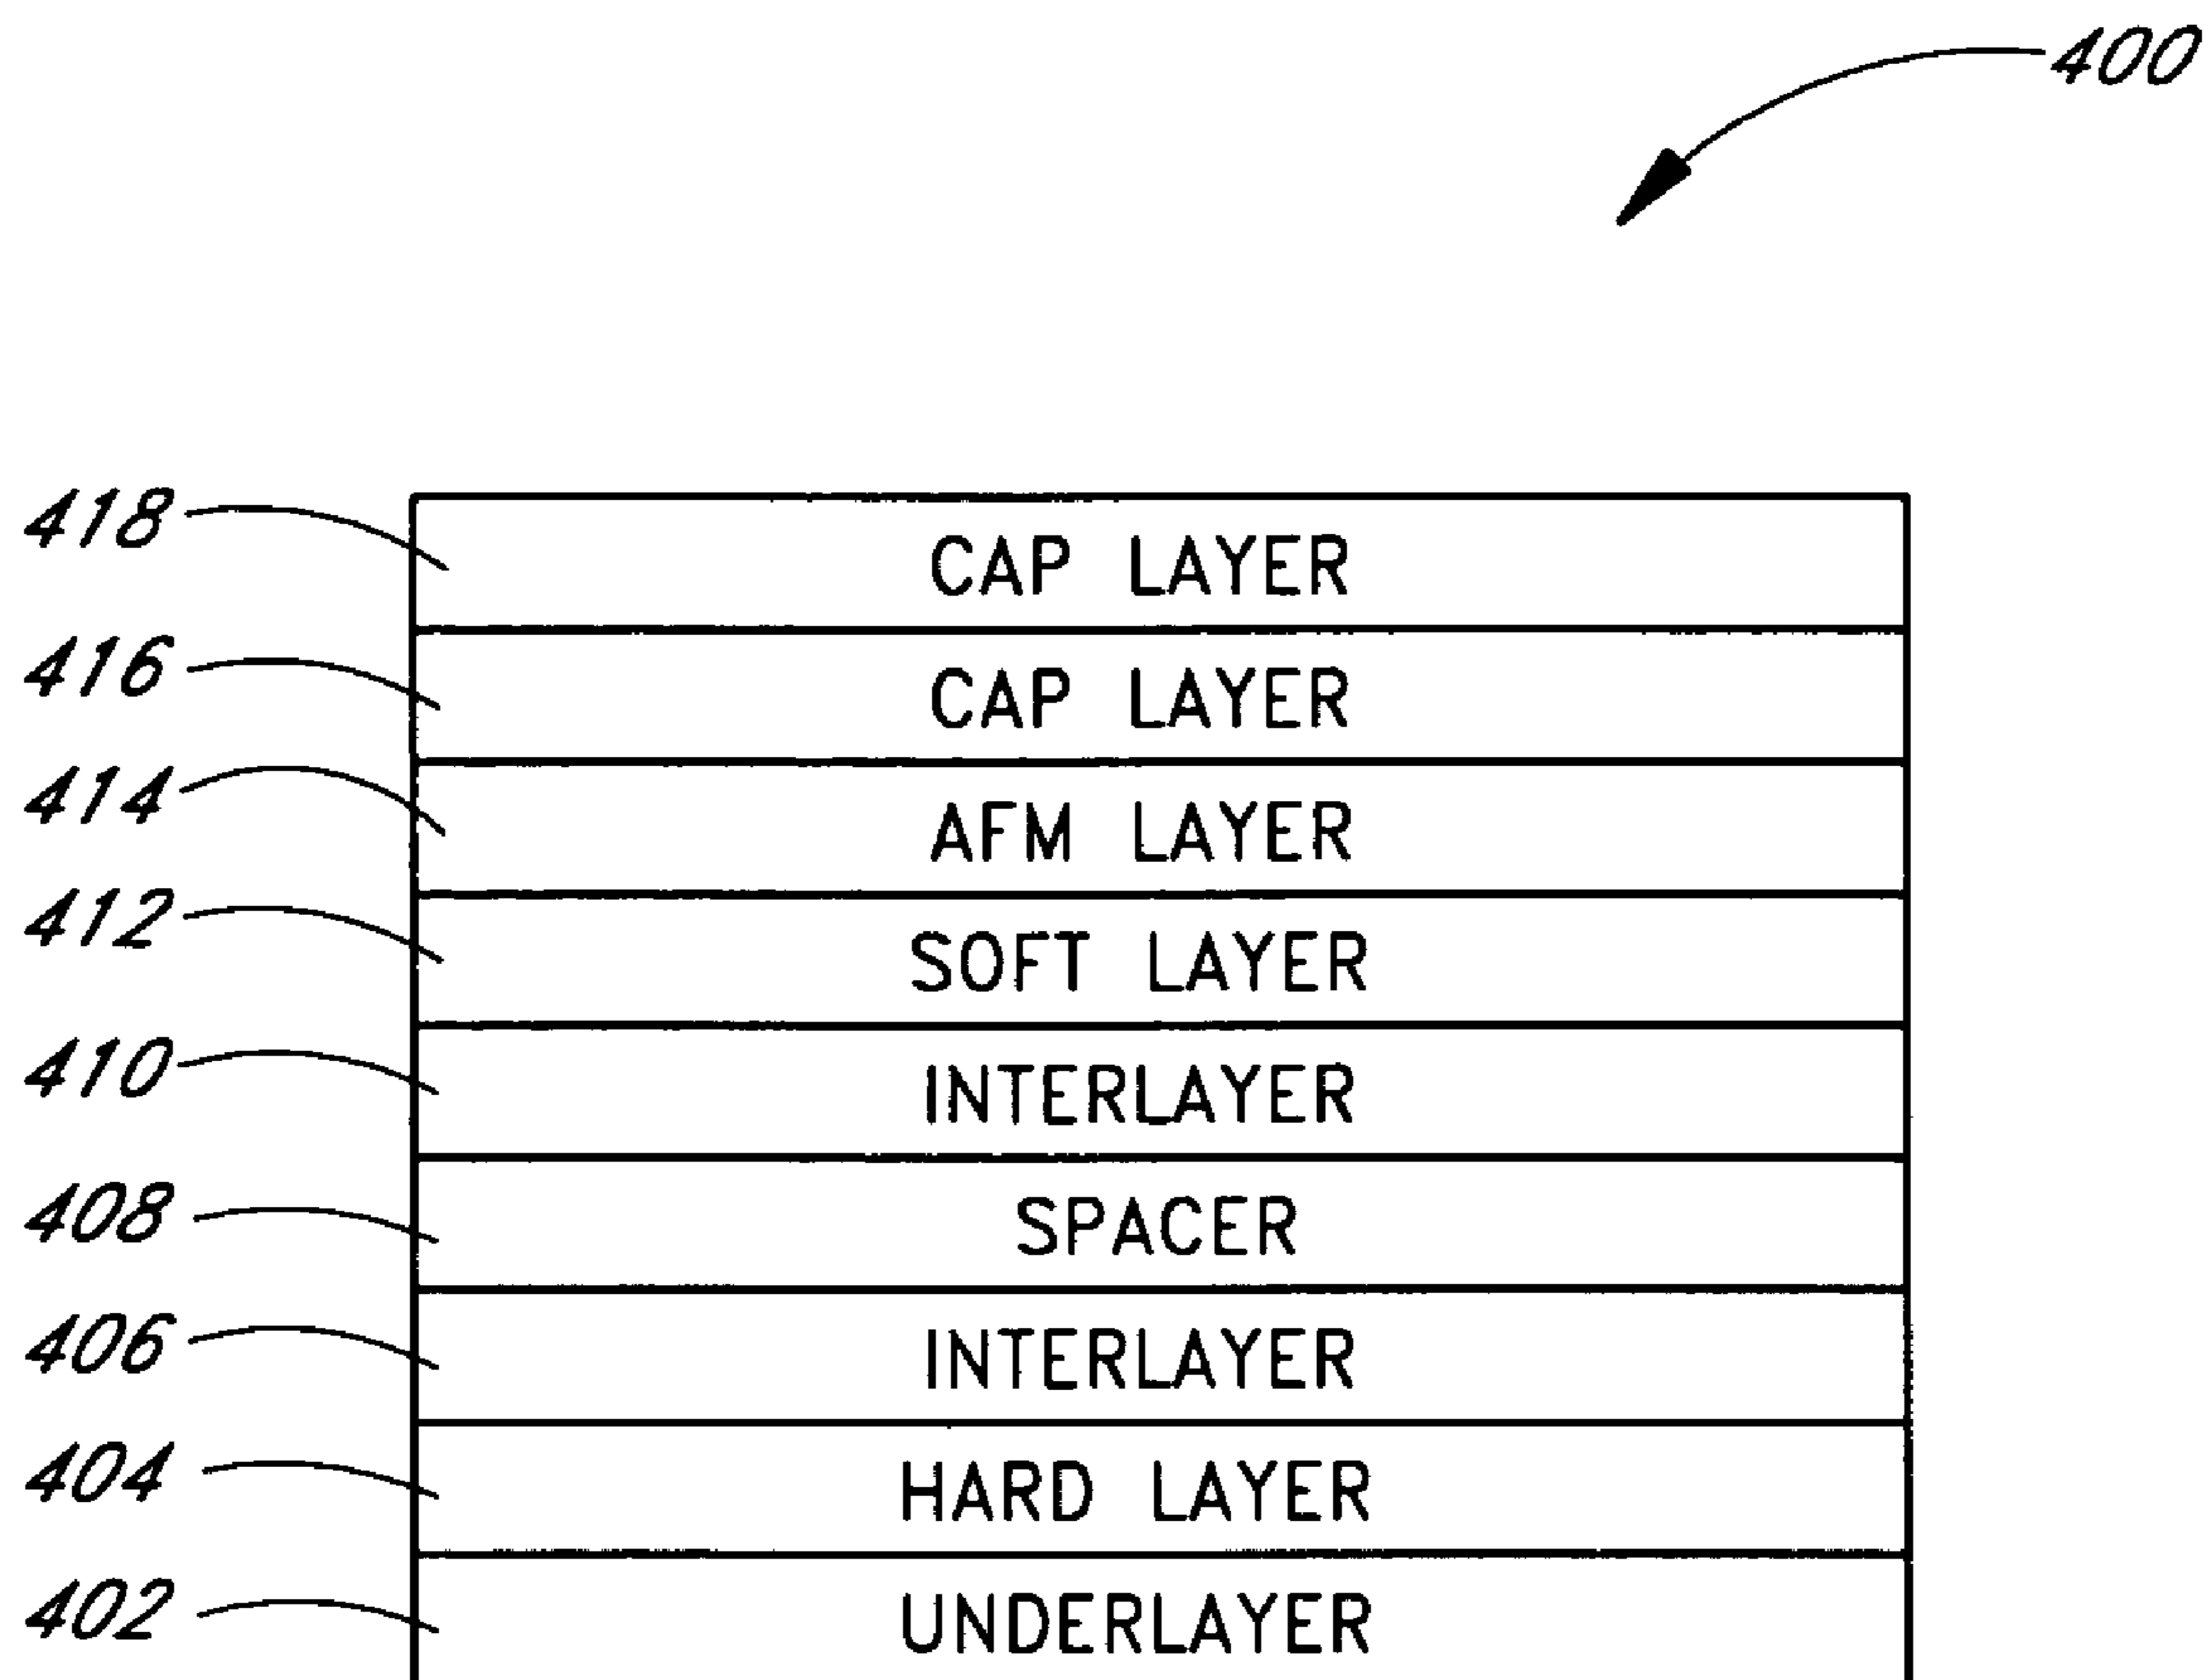 400
418 CAP LAYER
416 CAP LAYER
414 AFM LAYER
412 SOFT LAYER
410 INTERLAYER
408 SPACER
406 INTERLAYER
404 HARD LAYER
402 UNDERLAYER